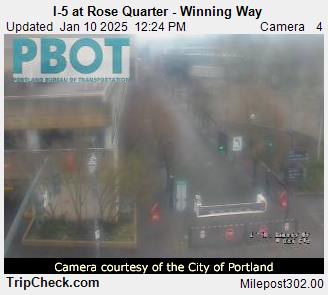 I-5 at Rose Quarter - Winning Way
Updated Jan 10 2025 12:24 PM Camera 4
PBOT
PORTLAND BUREAU OF TRANSPORTATION
Camera courtesy of the City of Portland
TripCheck.com Milepost302.00